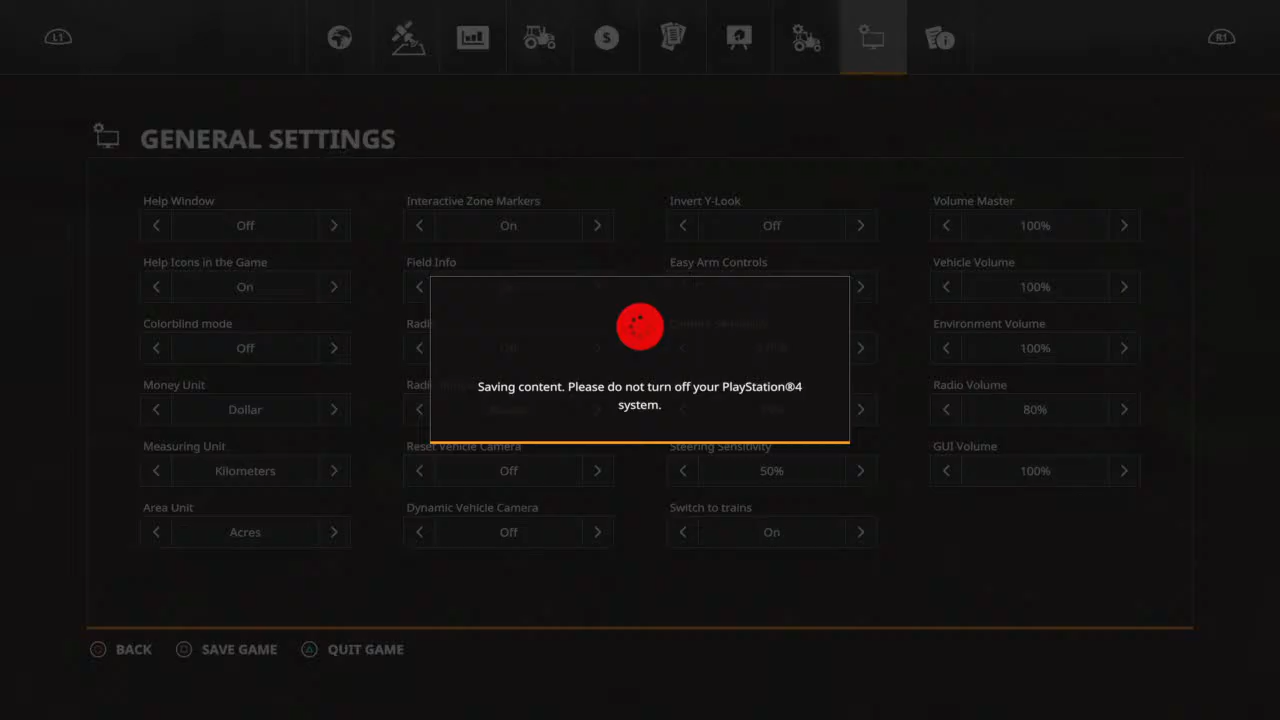 L1
R1
GENERAL SETTINGS
Help Window
Interactive Zone Markers
Invert Y-Look
Volume Master
Off
On
Off
100%
Help Icons in the Game
Field Info
Easy Arm Controls
Vehicle Volume
On
100%
Colorblind mode
Environment Volume
Off
100%
Money Unit
Radio Volume
Dollar
80%
Saving content. Please do not turn off your PlayStation®4
system.
Measuring Unit
Reset Vehicle Camera
Steering Sensitivity
GUI Volume
Kilometers
Off
50%
100%
Area Unit
Dynamic Vehicle Camera
Switch to trains
Acres
Off
On
BACK
SAVE GAME
QUIT GAME